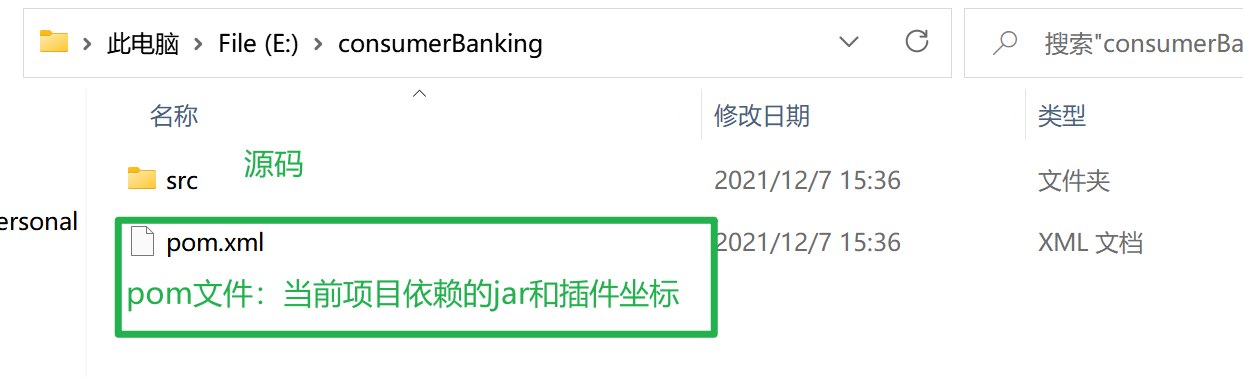 此电脑 > File (E:) > consumerBanking 搜索"consumerBa
名称 修改日期 类型
源码
src 2021/12/7 15:36 文件夹
ersonal
pom.xml 2021/12/7 15:36 XML 文档
pom文件：当前项目依赖的jar和插件坐标